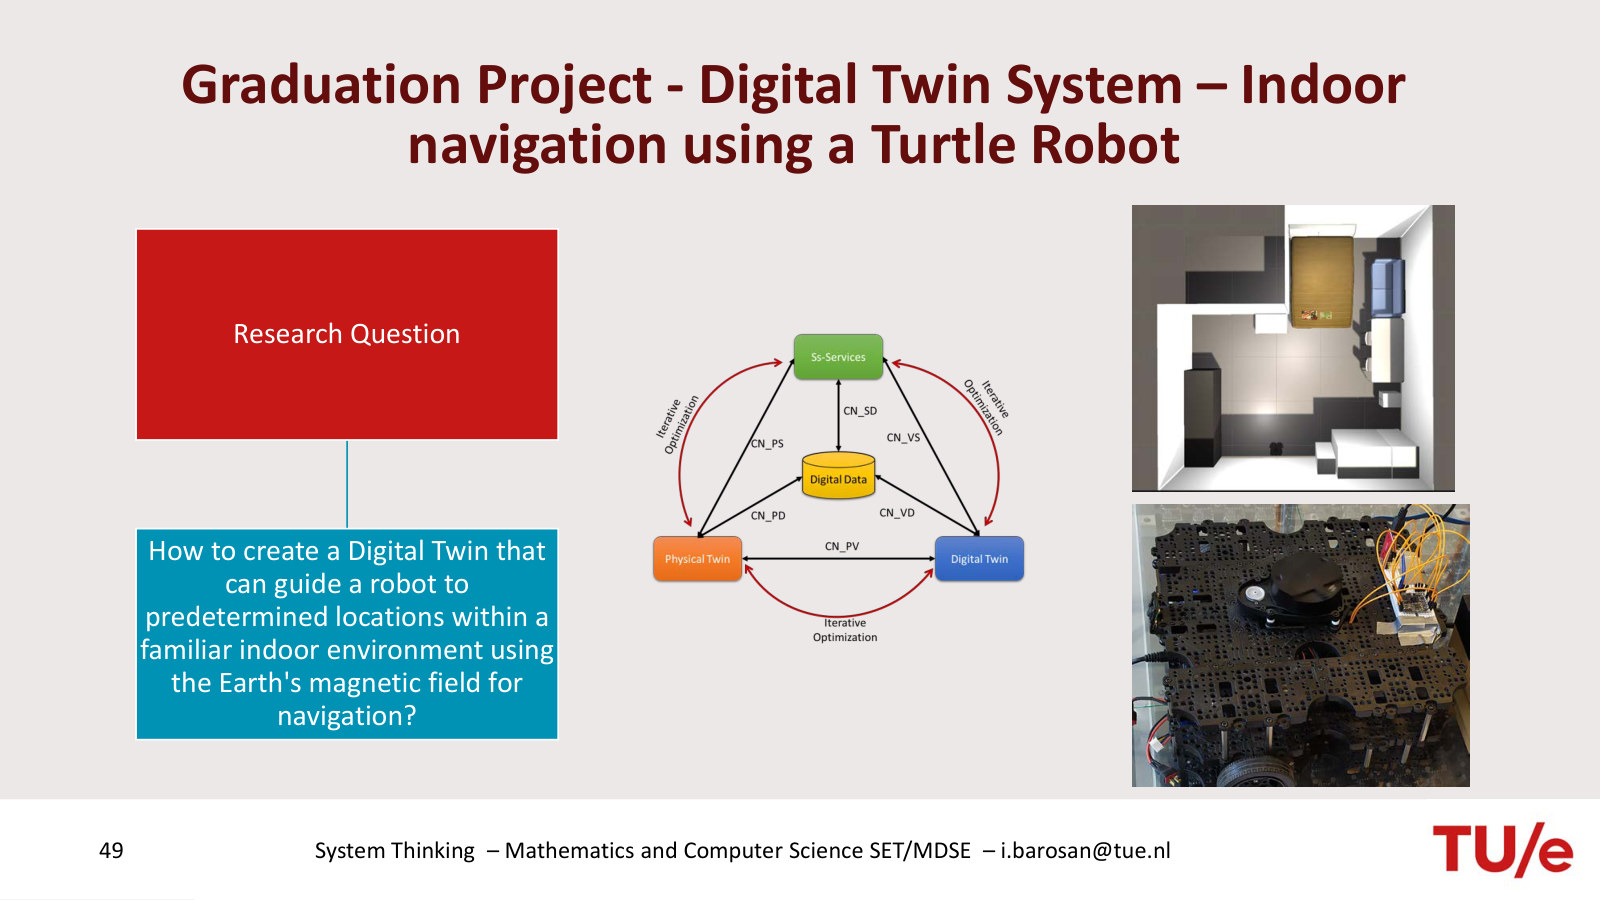 Graduation Project - Digital Twin System – Indoor
navigation using a Turtle Robot
Research Question
How to create a Digital Twin that
can guide a robot to
predetermined locations within a
familiar indoor environment using
the Earth's magnetic field for
navigation?
Ss-Services
Iterative
Optimization
Iterative
Optimization
CN_SD
CN_PS
CN_VS
Digital Data
CN_PD
CN_VD
Physical Twin
CN_PV
Digital Twin
Iterative
Optimization
49
System Thinking – Mathematics and Computer Science SET/MDSE – i.barosan@tue.nl
TU/e